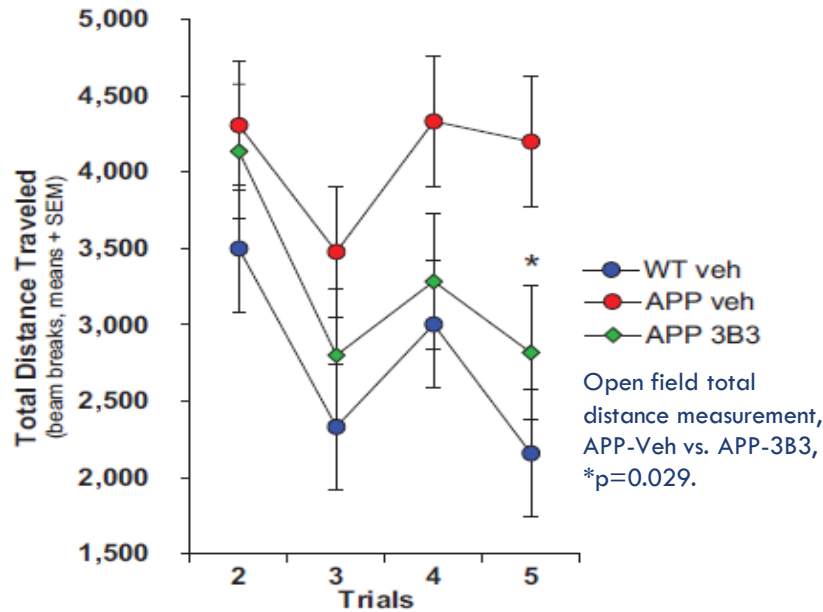 5,000
4,500
4,000
3,500
3,000
2,500
2,000
1,500
Total Distance Traveled
(beam breaks, means + SEM)
*
2 3 4 5
Trials
WT veh
APP veh
APP 3B3
Open field total
distance measurement,
APP-Veh vs. APP-3B3,
*p=0.029.